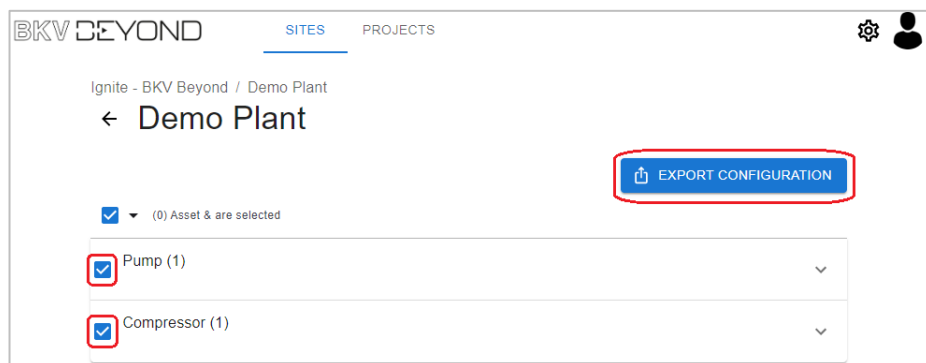 BKV BEYOND SITES PROJECTS
Ignite - BKV Beyond / Demo Plant
Demo Plant
EXPORT CONFIGURATION
(0) Asset & are selected
Pump (1)
Compressor (1)